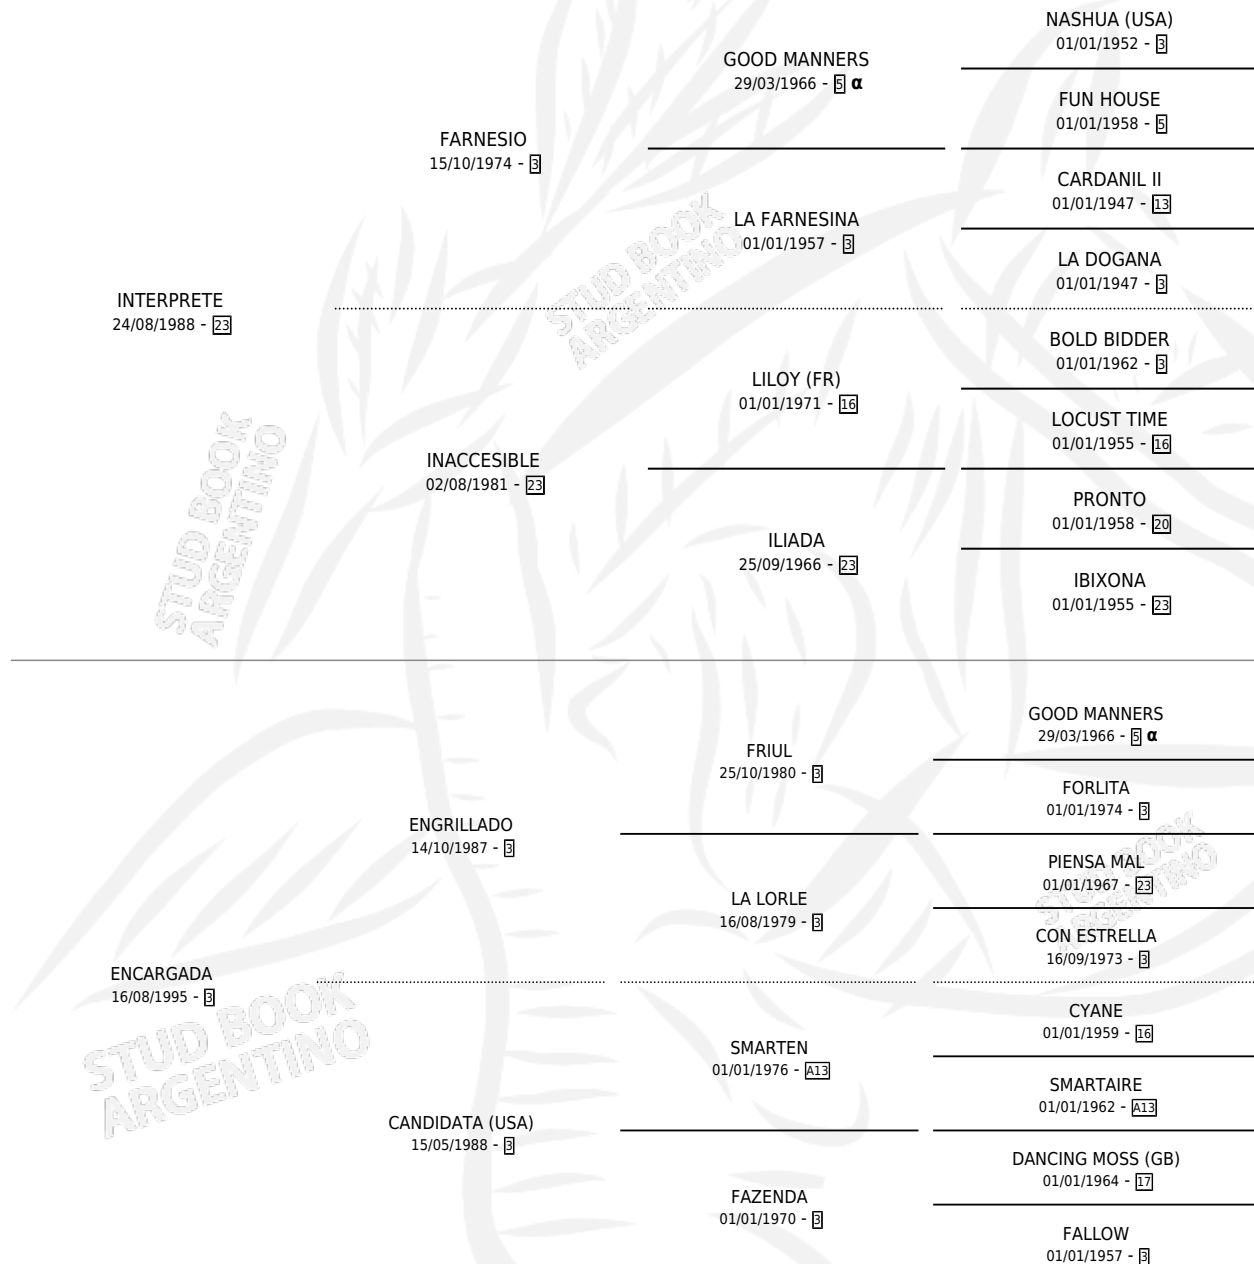 NASHUA (USA)
01/01/1952 - 3
GOOD MANNERS
29/03/1966 - 5 α
FUN HOUSE
01/01/1958 - 5
FARNESIO
15/10/1974 - 3
CARDANIL II
01/01/1947 - 13
LA FARNESINA
01/01/1957 - 3
LA DOGANA
01/01/1947 - 3
INTERPRETE
24/08/1988 - 23
BOLD BIDDER
01/01/1962 - 3
LILOY (FR)
01/01/1971 - 16
LOCUST TIME
01/01/1955 - 16
INACCESIBLE
02/08/1981 - 23
PRONTO
01/01/1958 - 20
ILIADA
25/09/1966 - 23
IBIXONA
01/01/1955 - 23
GOOD MANNERS
29/03/1966 - 5 α
FRIUL
25/10/1980 - 3
FORLITA
01/01/1974 - 3
ENGRILLADO
14/10/1987 - 3
PIENSA MAL
01/01/1967 - 23
LA LORLE
16/08/1979 - 3
CON ESTRELLA
16/09/1973 - 3
ENCARGADA
16/08/1995 - 3
CYANE
01/01/1959 - 16
SMARTEN
01/01/1976 - A13
SMARTAIRE
01/01/1962 - A13
CANDIDATA (USA)
15/05/1988 - 3
DANCING MOSS (GB)
01/01/1964 - 17
FAZENDA
01/01/1970 - 3
FALLOW
01/01/1957 - 3
STUD BOOK
ARGENTINO
STUD BOOK
ARGENTINO
STUD BOOK
ARGENTINO
STUD BOOK
ARGENTINO